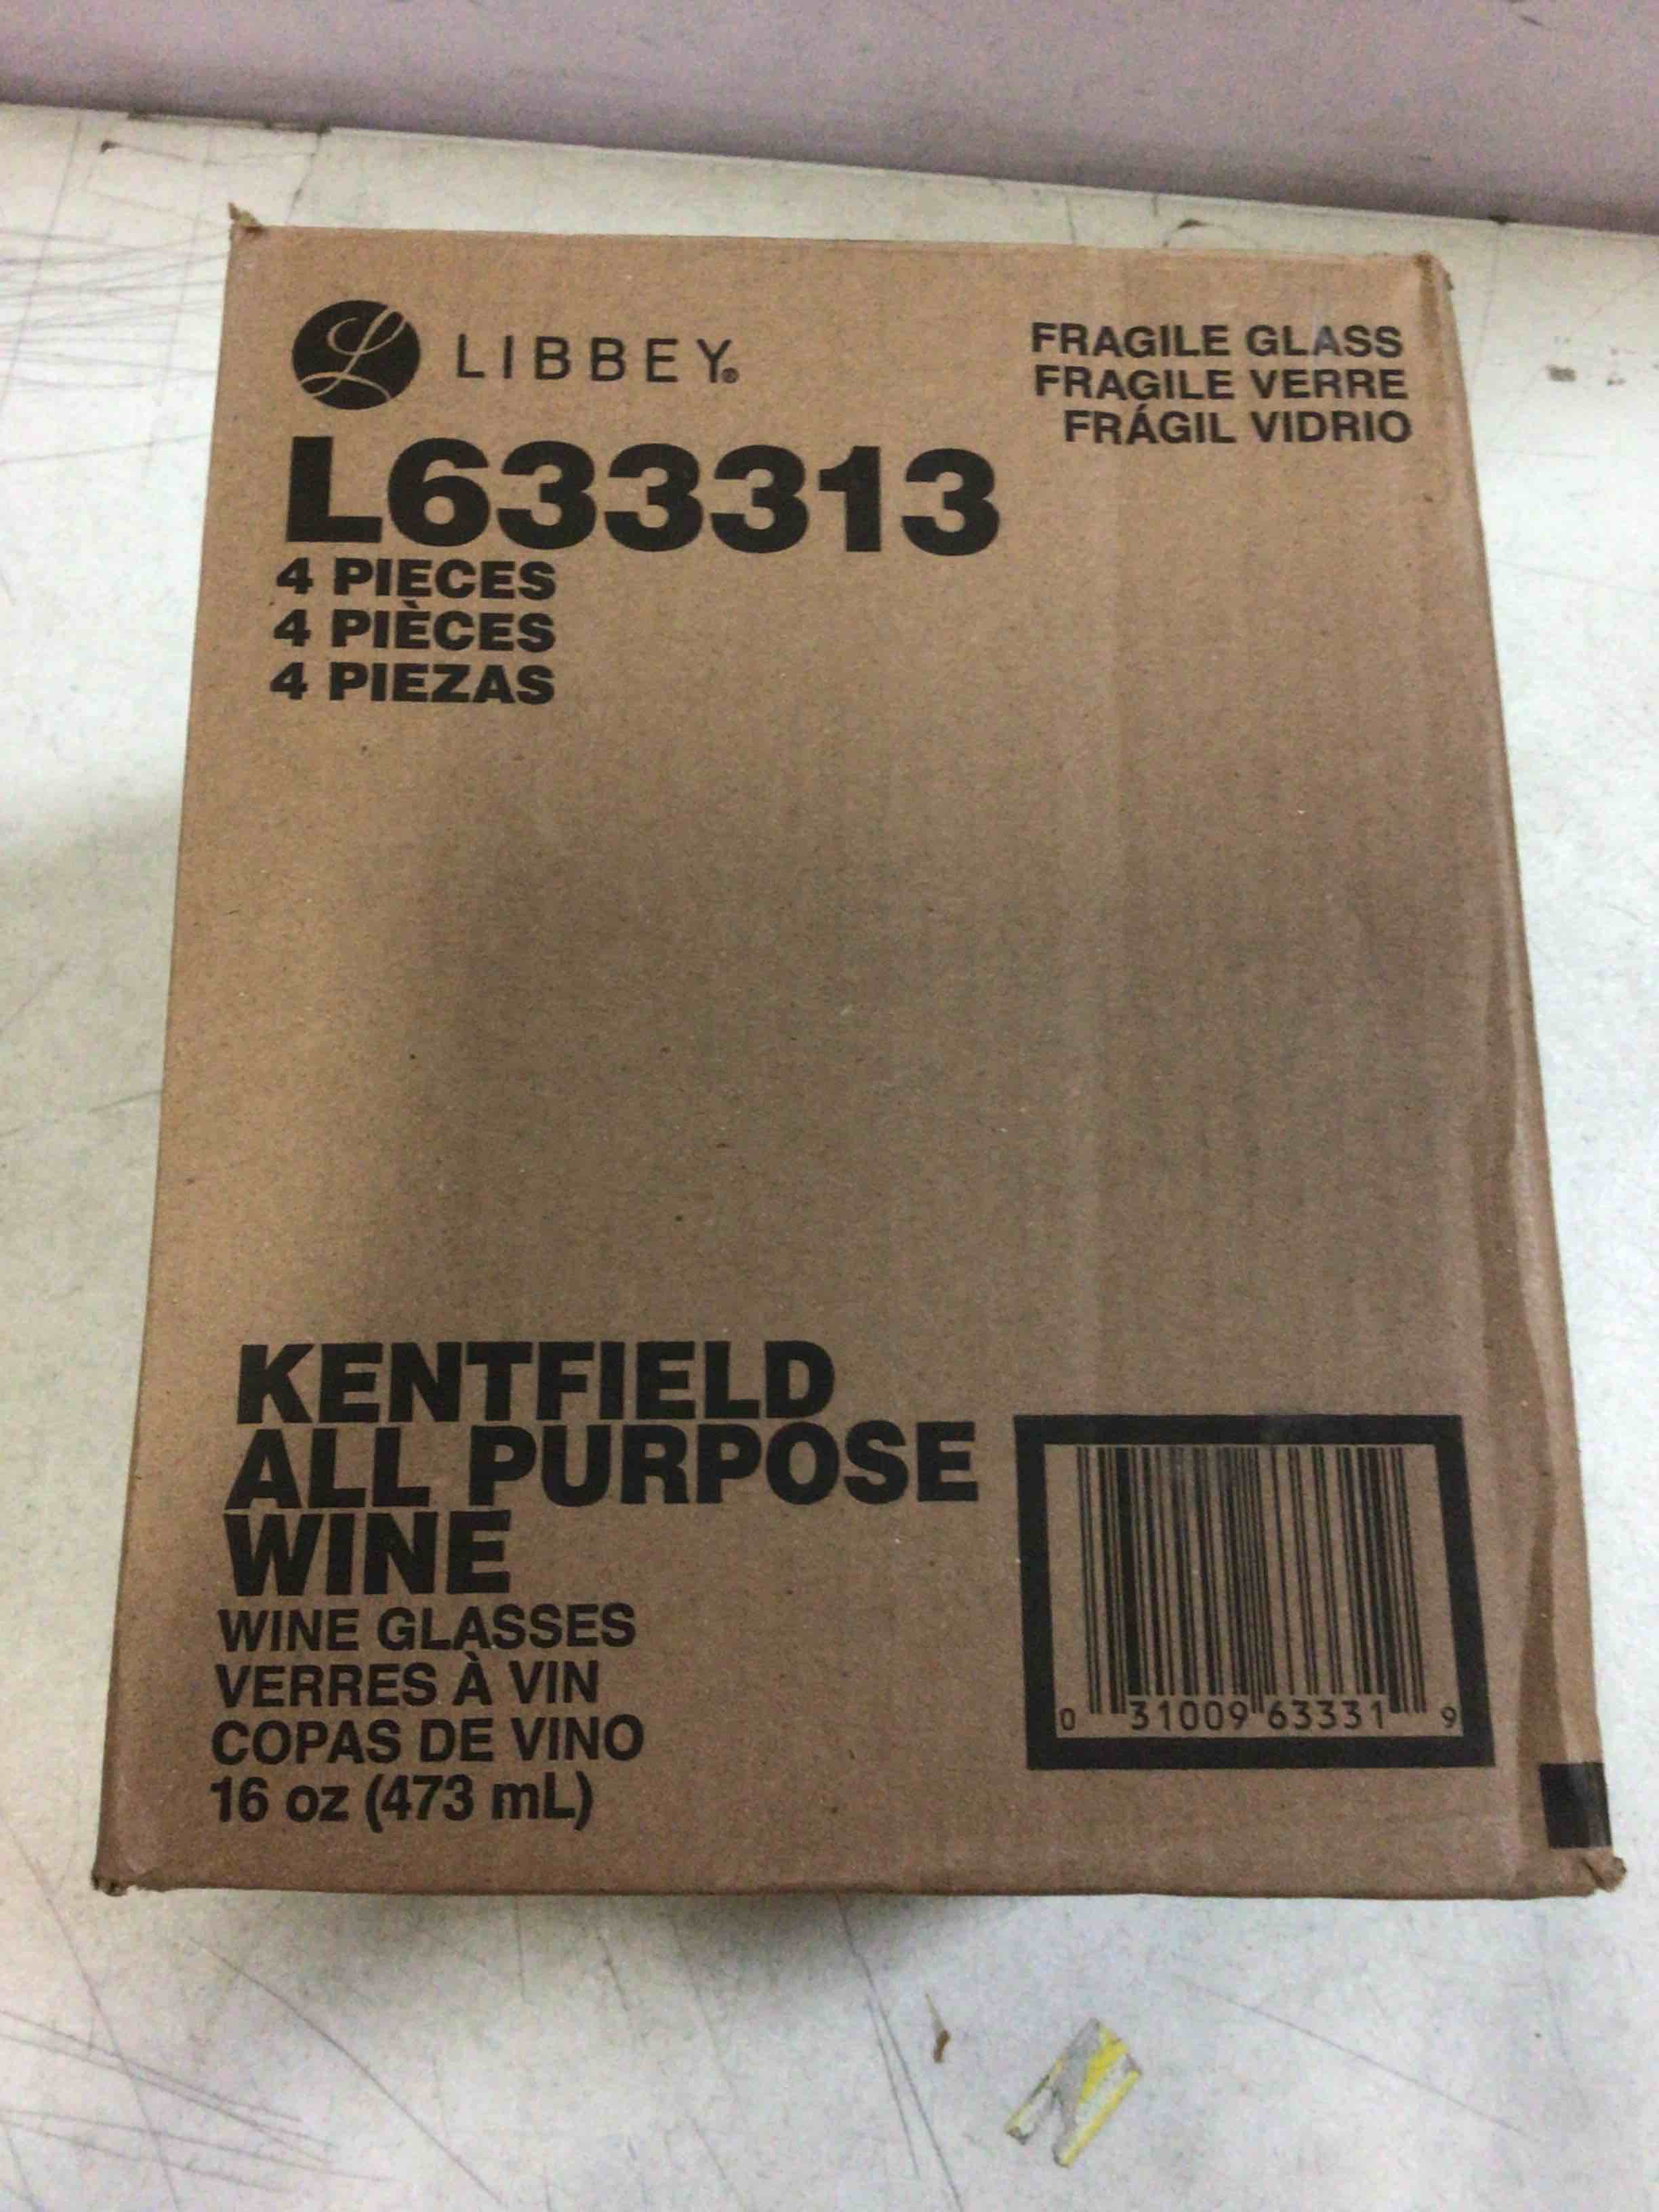 LIBBEY®
FRAGILE GLASS
FRAGILE VERRE
FRÁGIL VIDRIO
L633313
4 PIECES
4 PIÈCES
4 PIEZAS
KENTFIELD
ALL PURPOSE
WINE
WINE GLASSES
VERRES À VIN
COPAS DE VINO
16 oz (473 mL)
0 31009 63331 9